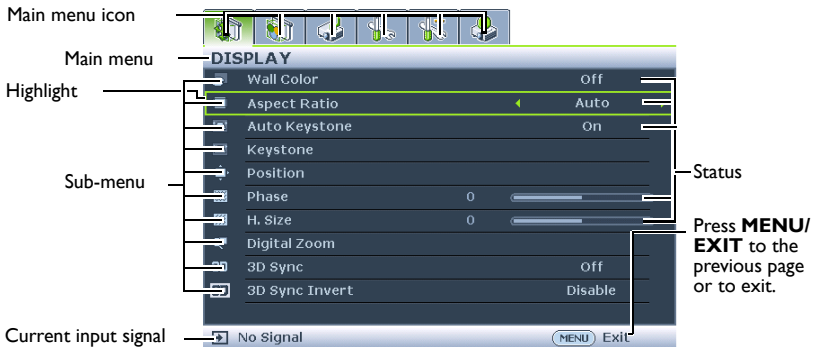 Main menu icon
Main menu
DISPLAY
Wall Color Off
Highlight
Aspect Ratio Auto
Auto Keystone On
Keystone
Position
Sub-menu
Status
Phase 0
H. Size 0
Digital Zoom
3D Sync Off
3D Sync Invert Disable
Press MENU/
EXIT to the
previous page
or to exit.
Current input signal
No Signal
MENU Exit